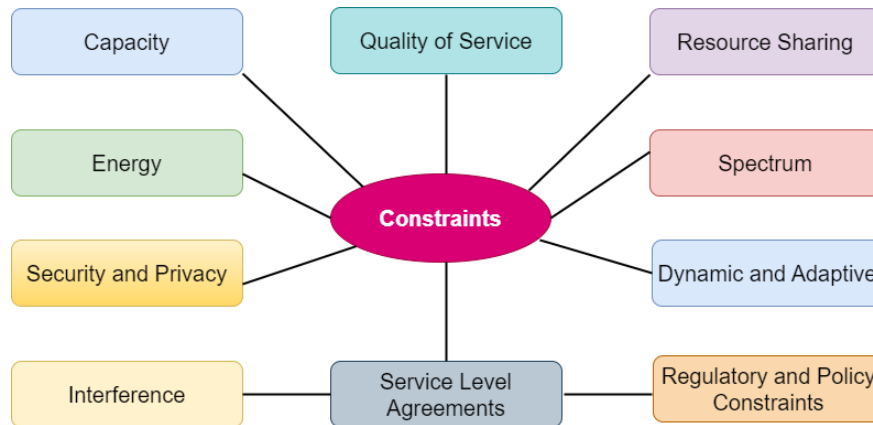 Capacity
Quality of Service
Resource Sharing
Energy
Spectrum
Constraints
Security and Privacy
Dynamic and Adaptive
Interference
Service Level
Agreements
Regulatory and Policy
Constraints